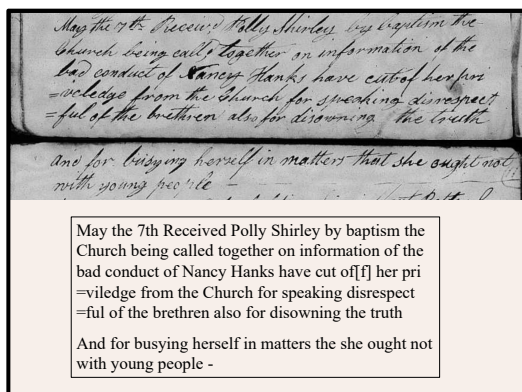 May the 7th Received Polly Shirley by baptism the
Church being calld together on information of the
bad conduct of Nancy Hanks have cut of her pri
=veledge from the Church for speaking disrespect
=ful of the brethren also for disowning the truth
and for busying herself in matters that she ought not
with young people -
May the 7th Received Polly Shirley by baptism the
Church being called together on information of the
bad conduct of Nancy Hanks have cut of[f] her pri
=viledge from the Church for speaking disrespect
=ful of the brethren also for disowning the truth
And for busying herself in matters the she ought not
with young people -